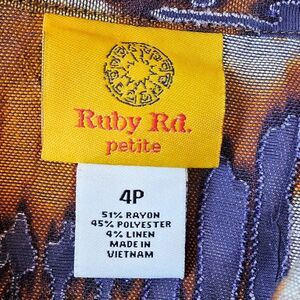 Ruby Rd.
petite
4P
51% RAYON
45% POLYESTER
4% LINEN
MADE IN
VIETNAM